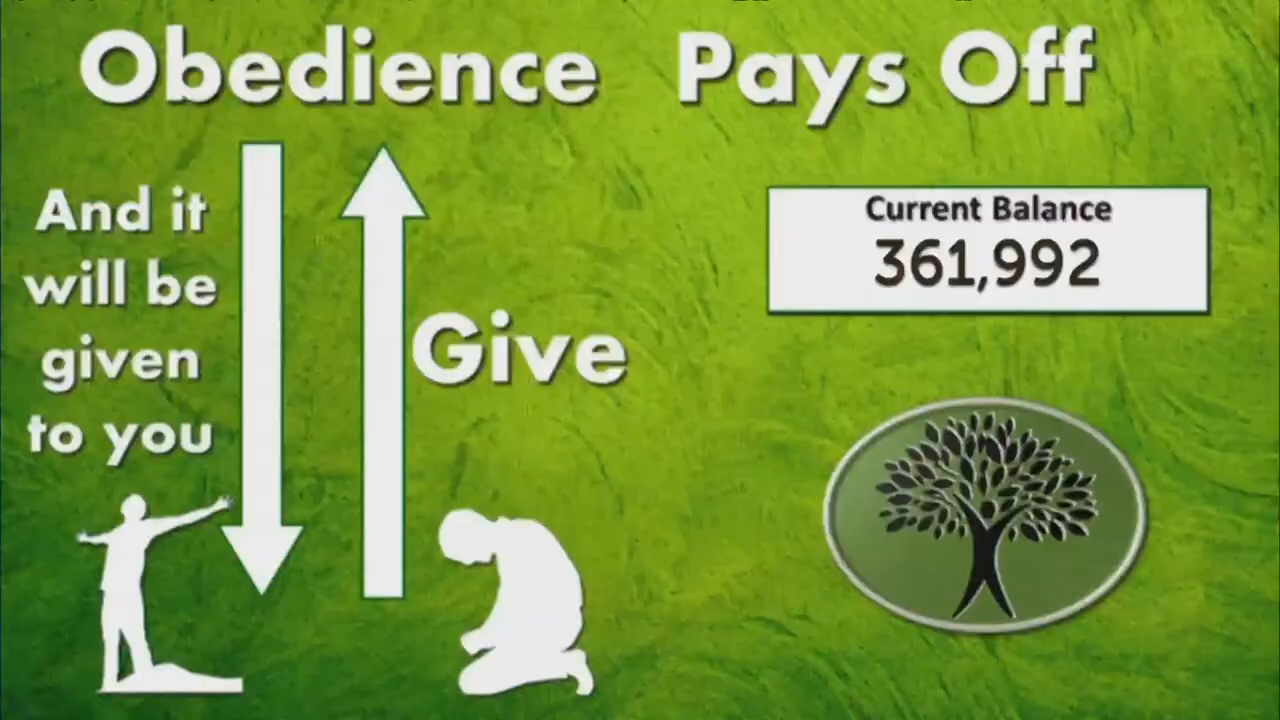 Obedience Pays Off
And it
will be
given
to you
Give
Current Balance
361,992